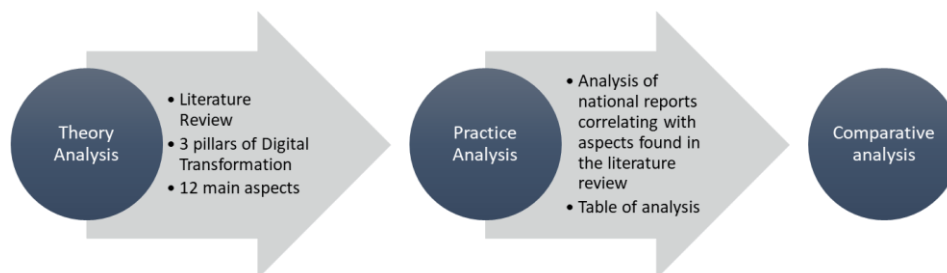 Theory
Analysis
• Literature
Review
• 3 pillars of Digital
Transformation
• 12 main aspects
Practice
Analysis
• Analysis of
national reports
correlating with
aspects found in
the literature
review
• Table of analysis
Comparative
analysis